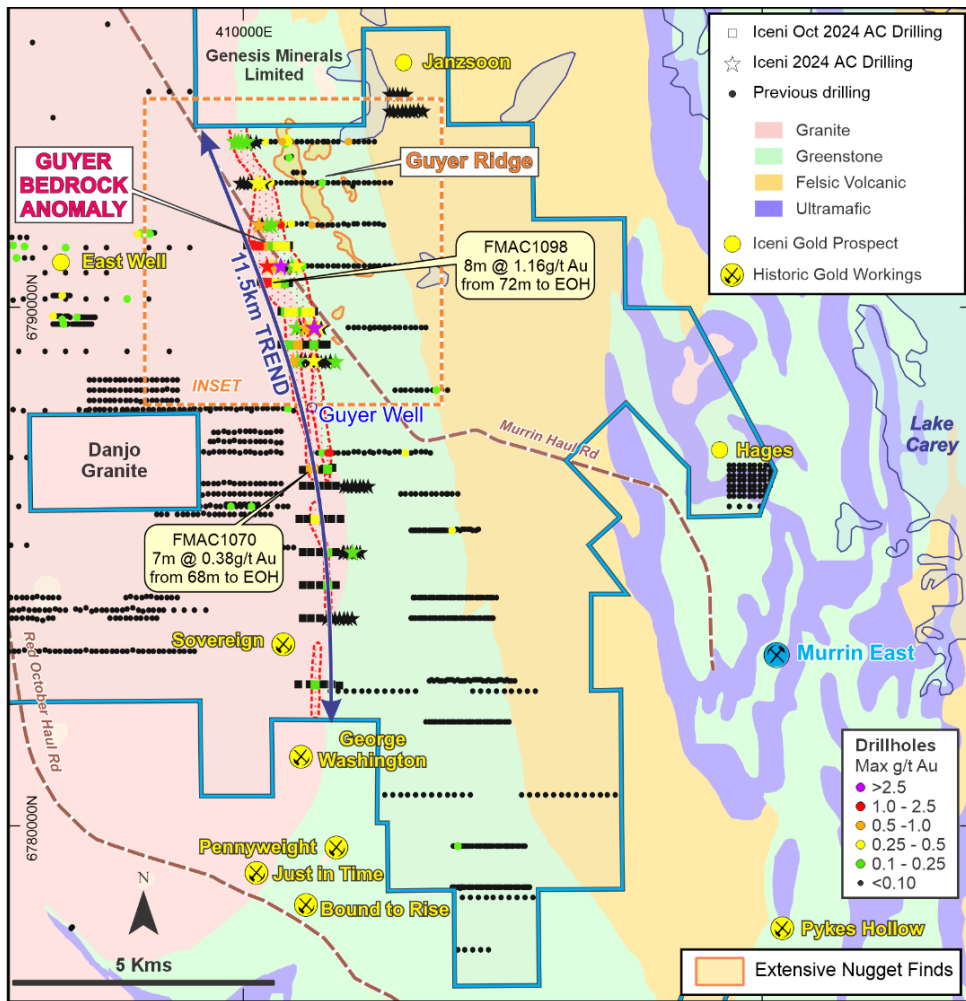 410000E
Genesis Minerals
Limited
Janzsoon
□ Iceni Oct 2024 AC Drilling
☆ Iceni 2024 AC Drilling
• Previous drilling
Granite
Greenstone
Felsic Volcanic
Ultramafic
Iceni Gold Prospect
Historic Gold Workings
GUYER
BEDROCK
ANOMALY
Guyer Ridge
FMAC1098
8m @ 1.16g/t Au
from 72m to EOH
East Well
6790000N
11.5km TREND
INSET
Guyer Well
Murrin Haul Rd
Lake
Carey
Danjo
Granite
Hages
FMAC1070
7m @ 0.38g/t Au
from 68m to EOH
Sovereign
Murrin East
Red October Haul Rd
George
Washington
Drillholes
Max g/t Au
>2.5
1.0 - 2.5
0.5 -1.0
0.25 - 0.5
0.1 - 0.25
<0.10
6780000N
Pennyweight
Just in Time
Bound to Rise
N
Pykes Hollow
5 Kms
Extensive Nugget Finds